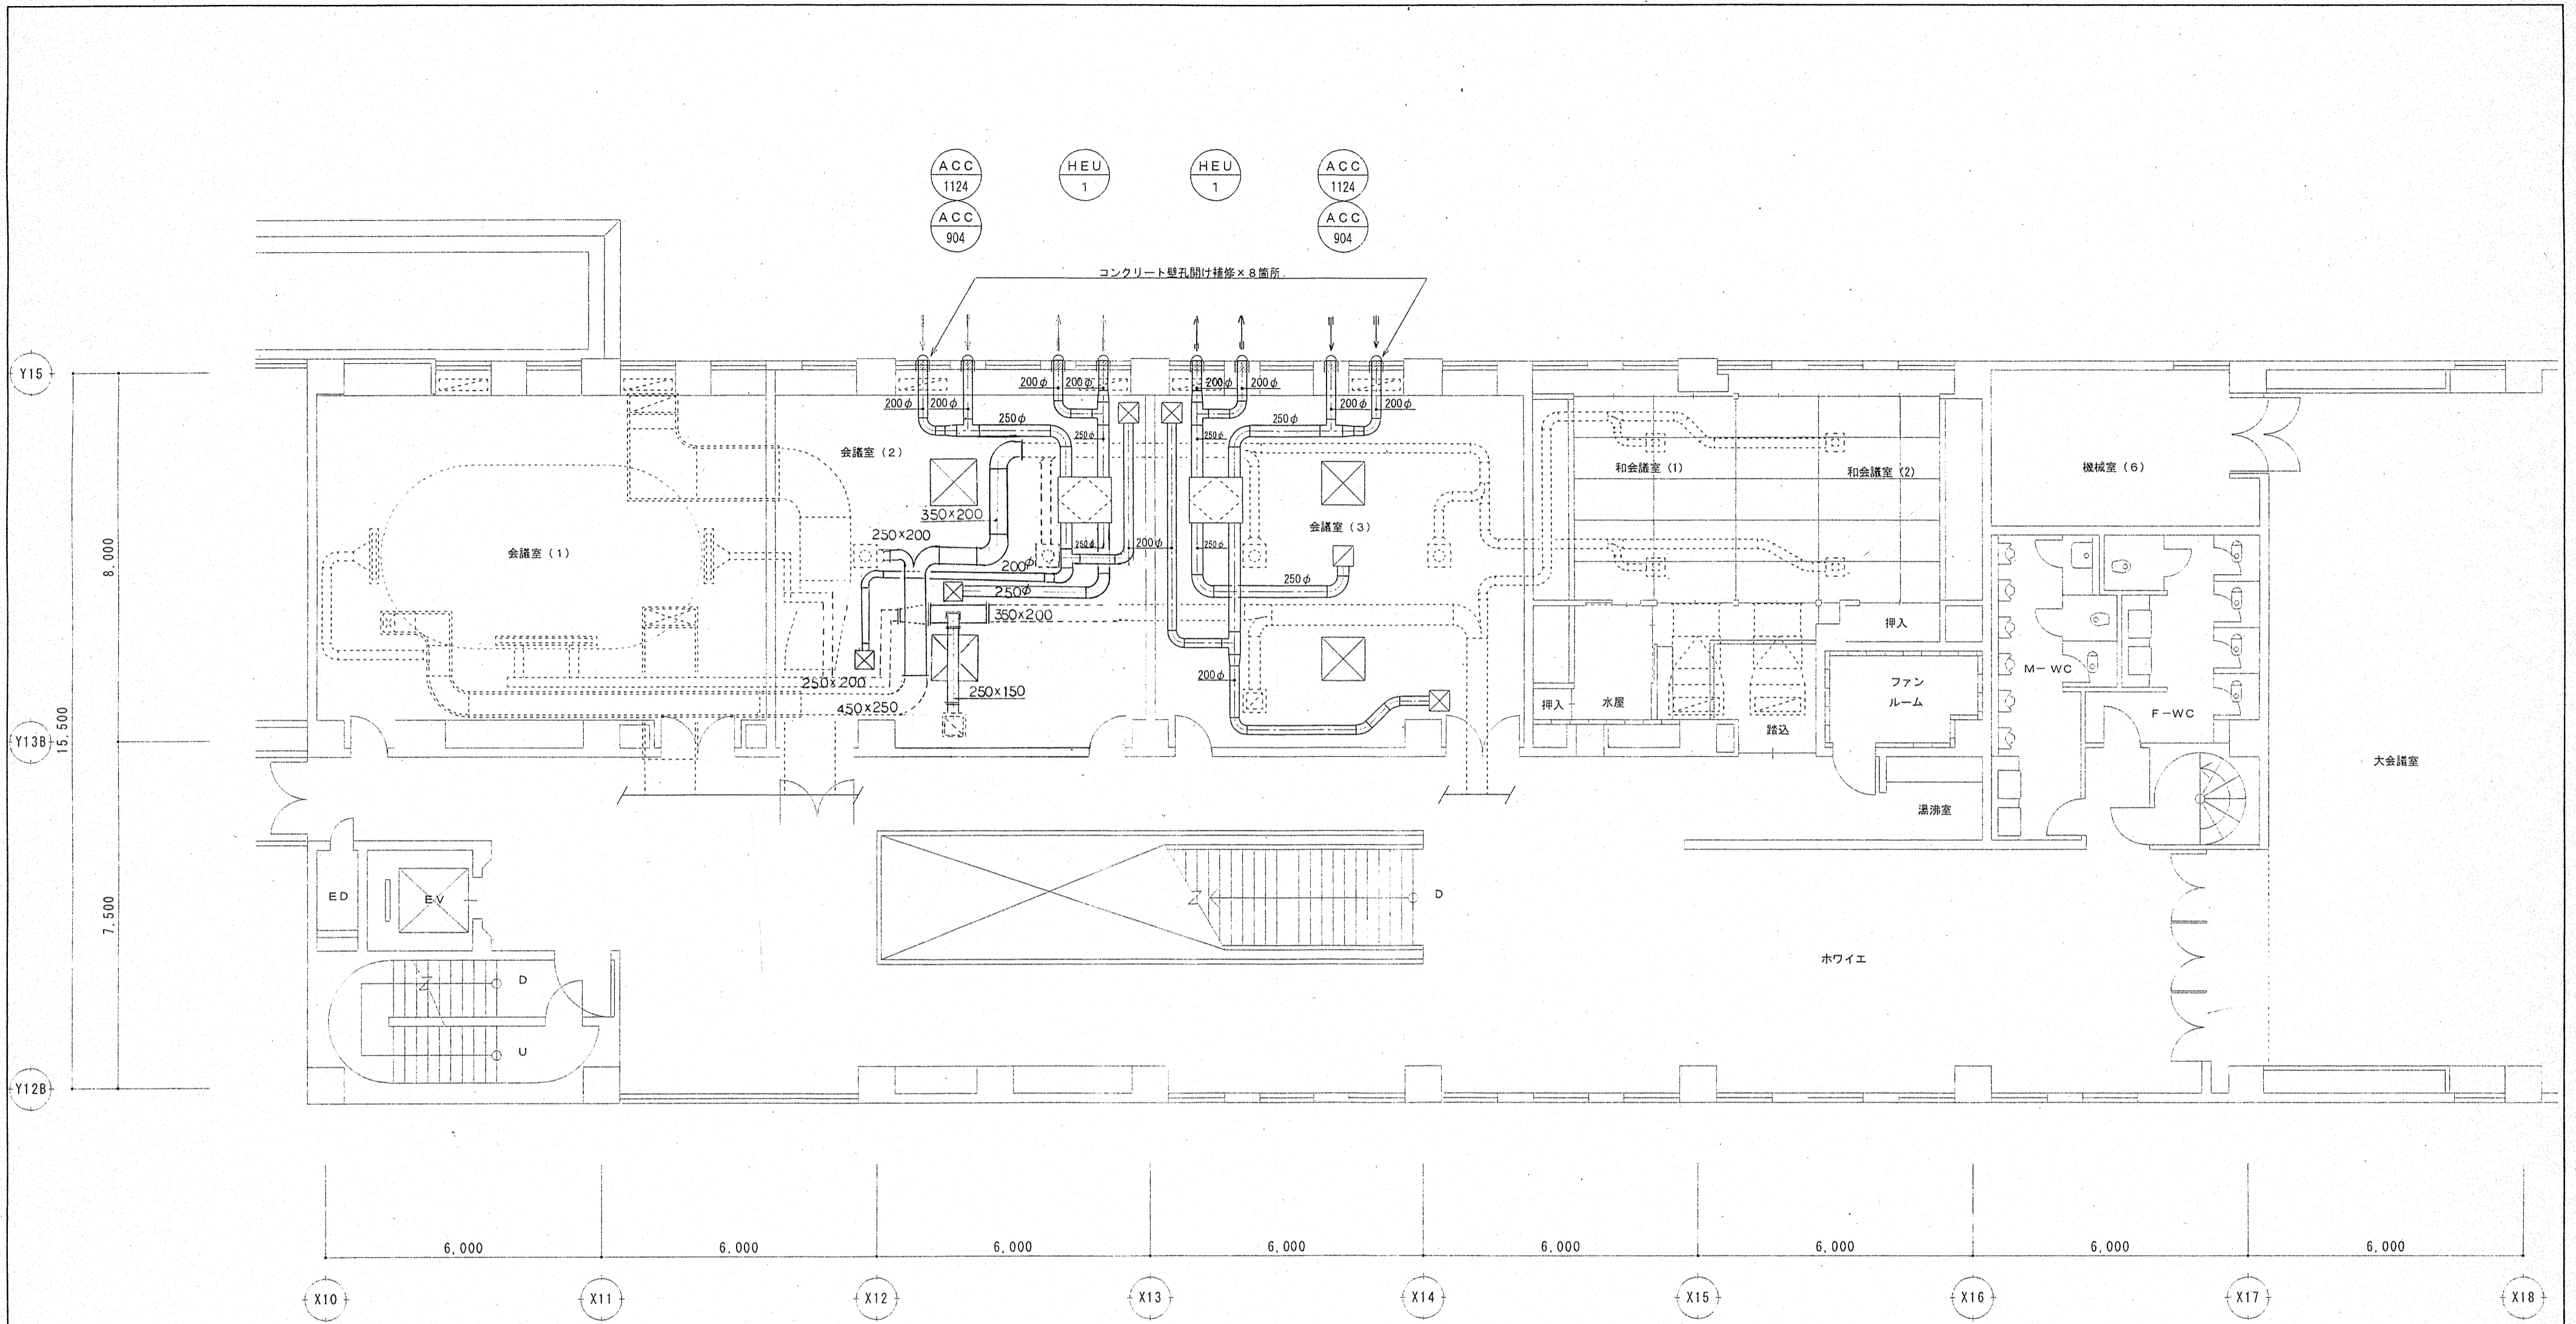 ACC
1124
ACC
904
HEU
1
HEU
1
ACC
1124
ACC
904
コンクリート壁孔開け補修×8箇所
Y15
Y13B
Y12B
8,000
15,500
7,500
200φ
200φ
200φ
200φ
200φ
200φ
200φ
200φ
250φ
250φ
250φ
250φ
会議室(2)
350×200
250×200
会議室(1)
250φ
200φ
250φ
200φ
250φ
250φ
350×200
会議室(3)
250×200
450×250
250×150
200φ
和会議室(1)
和会議室(2)
機械室(6)
押入
押入
水屋
踏込
ファン
ルーム
M-WC
F-WC
湯沸室
大会議室
ED
EV
D
D
U
ホワイエ
6,000
6,000
6,000
6,000
6,000
6,000
6,000
6,000
X10
X11
X12
X13
X14
X15
X16
X17
X18